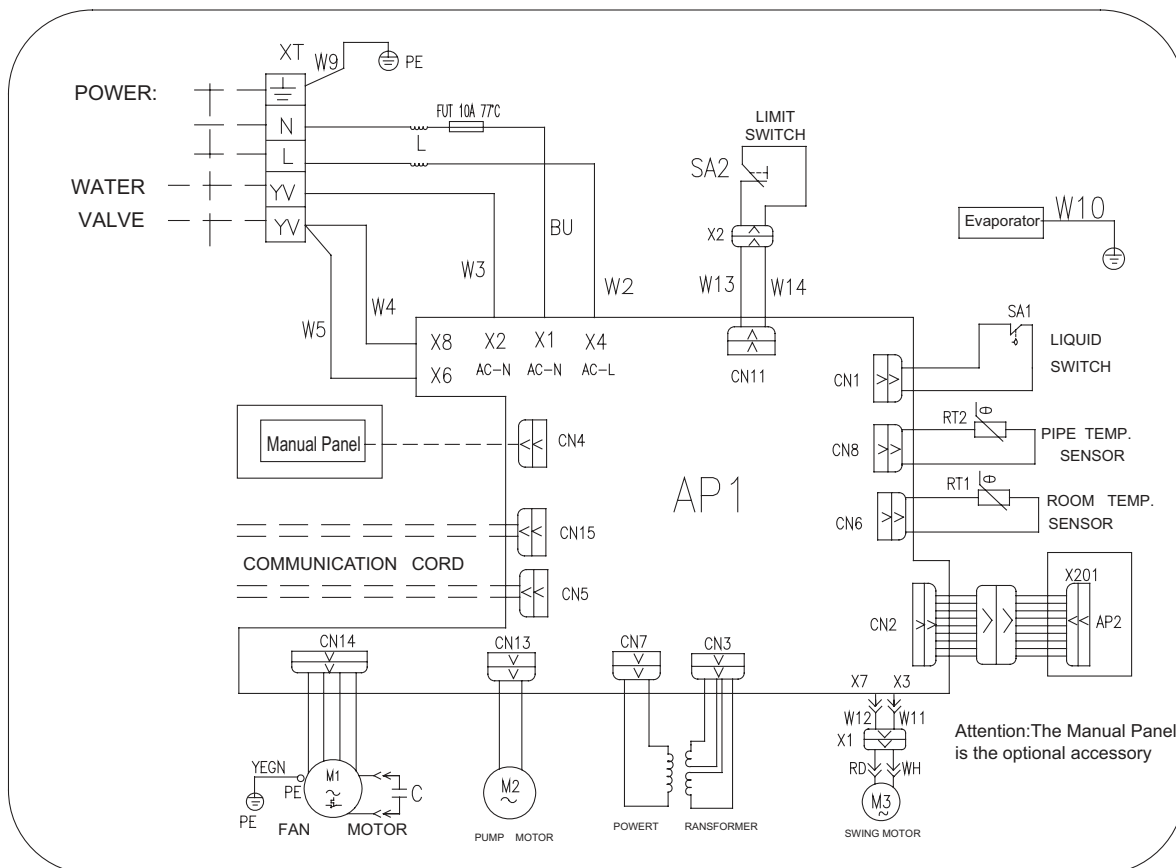 XT
W9
PE
POWER:
N
L
WATER
VALVE
YV
YV
FUT 10A 77°C
L
BU
W3
W2
W4
W5
LIMIT
SWITCH
SA2
X2
W13
W14
CN11
Evaporator
W10
X8
X2
X1
X4
X6
AC-N
AC-N
AC-L
SA1
LIQUID
SWITCH
CN1
RT2
PIPE TEMP.
SENSOR
CN8
RT1
ROOM TEMP.
SENSOR
CN6
Manual Panel
CN4
AP1
CN15
COMMUNICATION CORD
CN5
X201
CN2
AP2
CN14
CN13
CN7
CN3
X7
X3
W12
W11
X1
RD
WH
Attention:The Manual Panel
is the optional accessory
YEGN
PE
PE
M1
~
C
FAN MOTOR
M2
~
PUMP MOTOR
POWERT RANSFORMER
M3
~
SWING MOTOR